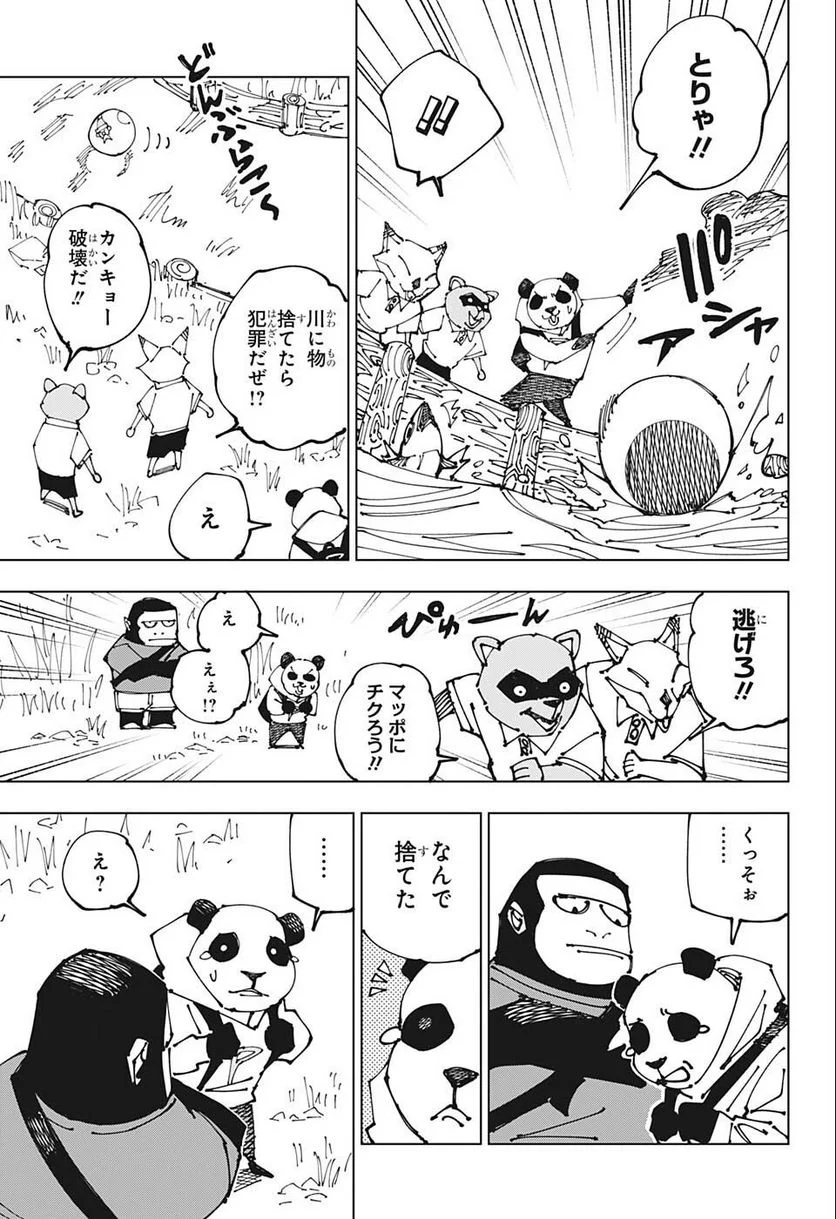 とりゃ!!
!!
バ
アシャ
どんぶらこ〜
川に物
捨てたら
犯罪だぜ!?
カンキョー
破壊だ!!
え
逃げろ!!
マッポに
チクろう!!
ぴゅーん
え
えぇ!?
くっそぉ
……
なんで
捨てた
……
え?